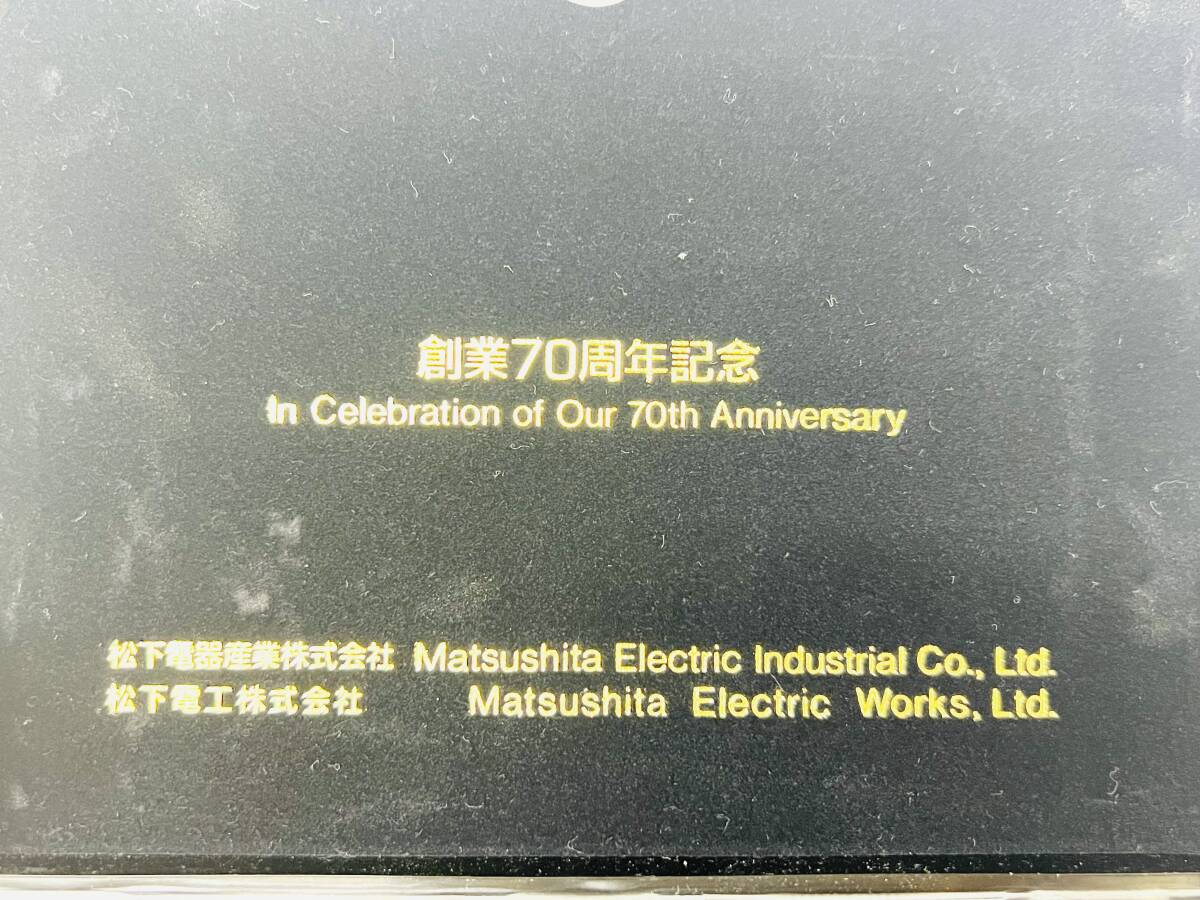 創業70周年記念
In Celebration of Our 70th Anniversary
松下電器産業株式会社 Matsushita Electric Industrial Co., Ltd.
松下電工株式会社 Matsushita Electric Works, Ltd.